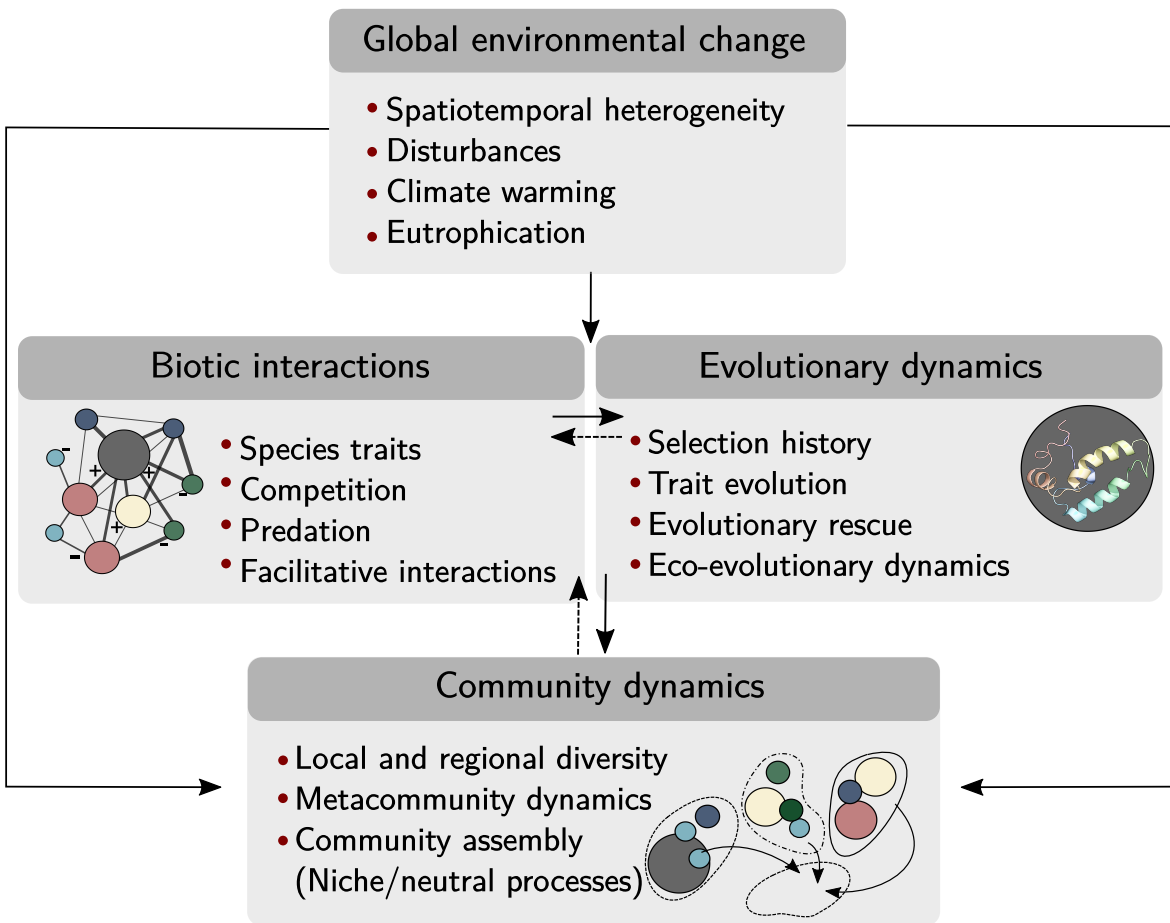 Global environmental change
• Spatiotemporal heterogeneity
• Disturbances
• Climate warming
• Eutrophication
Biotic interactions
- + + - + - -
• Species traits
• Competition
• Predation
• Facilitative interactions
Evolutionary dynamics
• Selection history
• Trait evolution
• Evolutionary rescue
• Eco-evolutionary dynamics
Community dynamics
• Local and regional diversity
• Metacommunity dynamics
• Community assembly
(Niche/neutral processes)